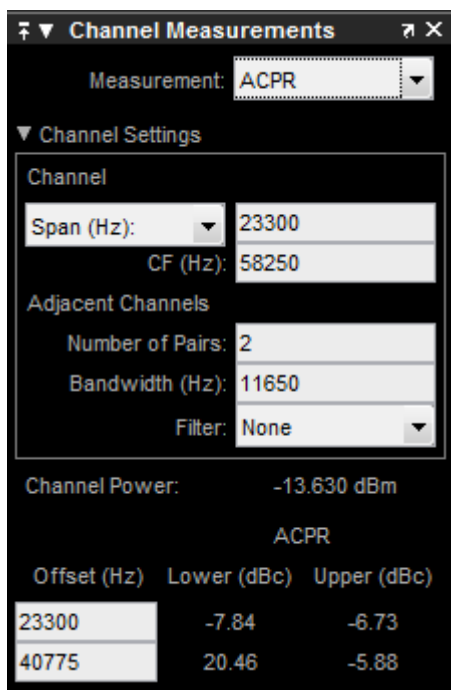 Channel Measurements
Measurement: ACPR
Channel Settings
Channel
Span (Hz): 23300
CF (Hz): 58250
Adjacent Channels
Number of Pairs: 2
Bandwidth (Hz): 11650
Filter: None
Channel Power: -13.630 dBm
ACPR
Offset (Hz) Lower (dBc) Upper (dBc)
23300 -7.84 -6.73
40775 20.46 -5.88